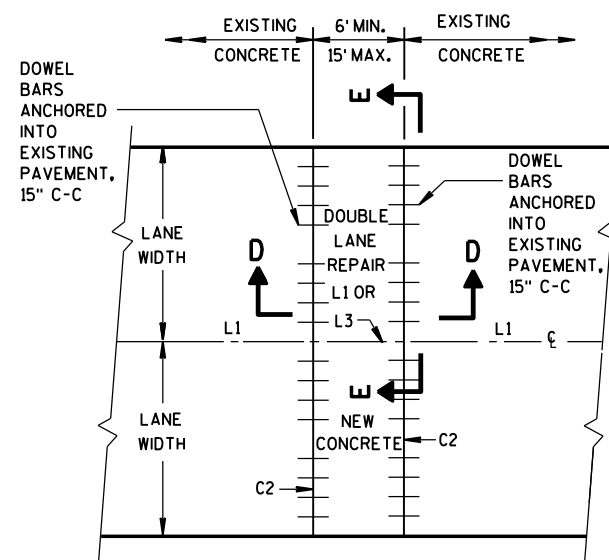 EXISTING
CONCRETE
6' MIN.
15' MAX.
EXISTING
CONCRETE
DOWEL
BARS
ANCHORED
INTO
EXISTING
PAVEMENT,
15" C-C
E
DOWEL
BARS
ANCHORED
INTO
EXISTING
PAVEMENT,
15" C-C
LANE
WIDTH
DOUBLE
LANE
REPAIR
L1 OR
L3
D
D
L1
L1
℄
E
LANE
WIDTH
NEW
CONCRETE
C2
C2